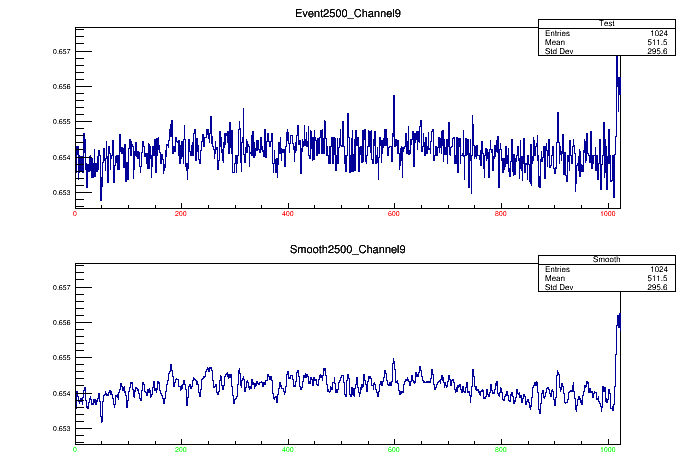 Event2500_Channel9
Test
Entries 1024
Mean 511.5
Std Dev 295.6
0.657
0.656
0.655
0.654
0.653
0 200 400 600 800 1000
Smooth2500_Channel9
Smooth
Entries 1024
Mean 511.5
Std Dev 295.6
0.657
0.656
0.655
0.654
0.653
0 200 400 600 800 1000